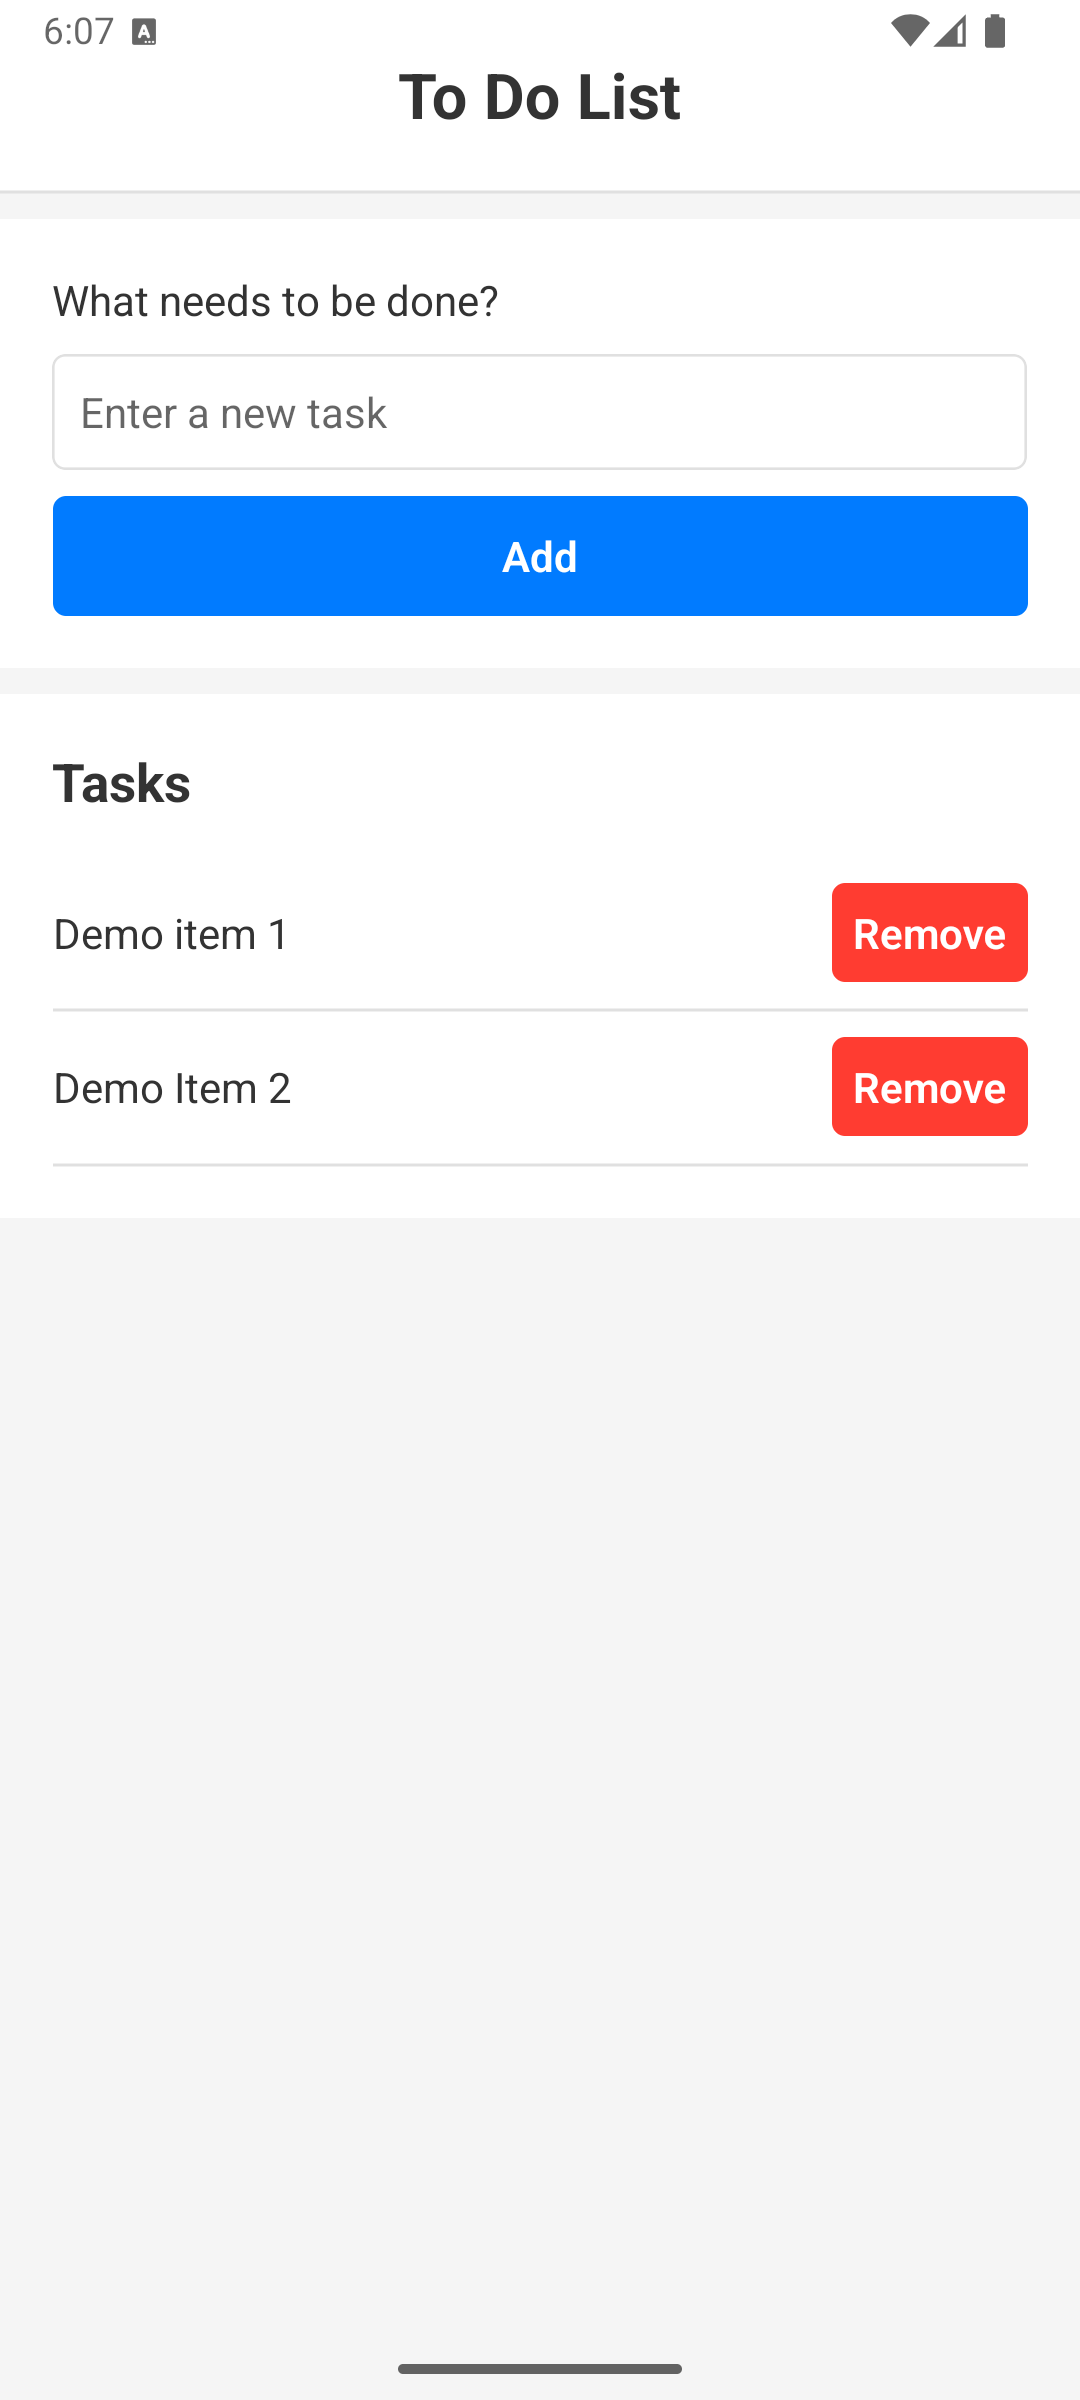 6:07
To Do List
What needs to be done?
Enter a new task
Add
Tasks
Demo item 1 Remove
Demo Item 2 Remove